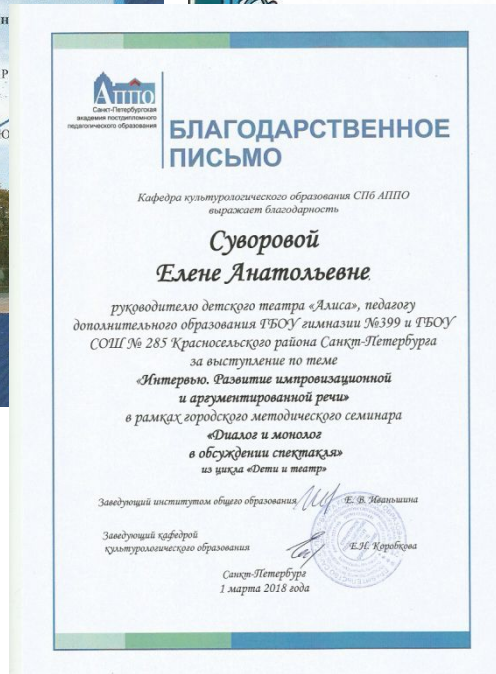 АППО
Санкт-Петербургская
академия постдипломного
педагогического образования
БЛАГОДАРСТВЕННОЕ
ПИСЬМО
Кафедра культурологического образования СПб АППО
выражает благодарность
Суворовой
Елене Анатольевне,
руководителю детского театра «Алиса», педагогу
дополнительного образования ГБОУ гимназии №399 и ГБОУ
СОШ № 285 Красносельского района Санкт-Петербурга
за выступление по теме
«Интервью. Развитие импровизационной
и аргументированной речи»
в рамках городского методического семинара
«Диалог и монолог
в обсуждении спектакля»
из цикла «Дети и театр»
Заведующий институтом общего образования Е. В. Иваньшина
Заведующий кафедрой
культурологического образования Е.Н. Коробкова
Санкт-Петербург
1 марта 2018 года